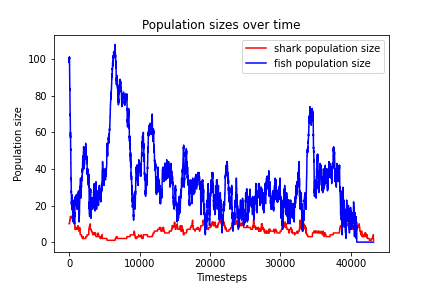 Population sizes over time
shark population size
fish population size
Population size
100
80
60
40
20
0
0
10000
20000
30000
40000
Timesteps